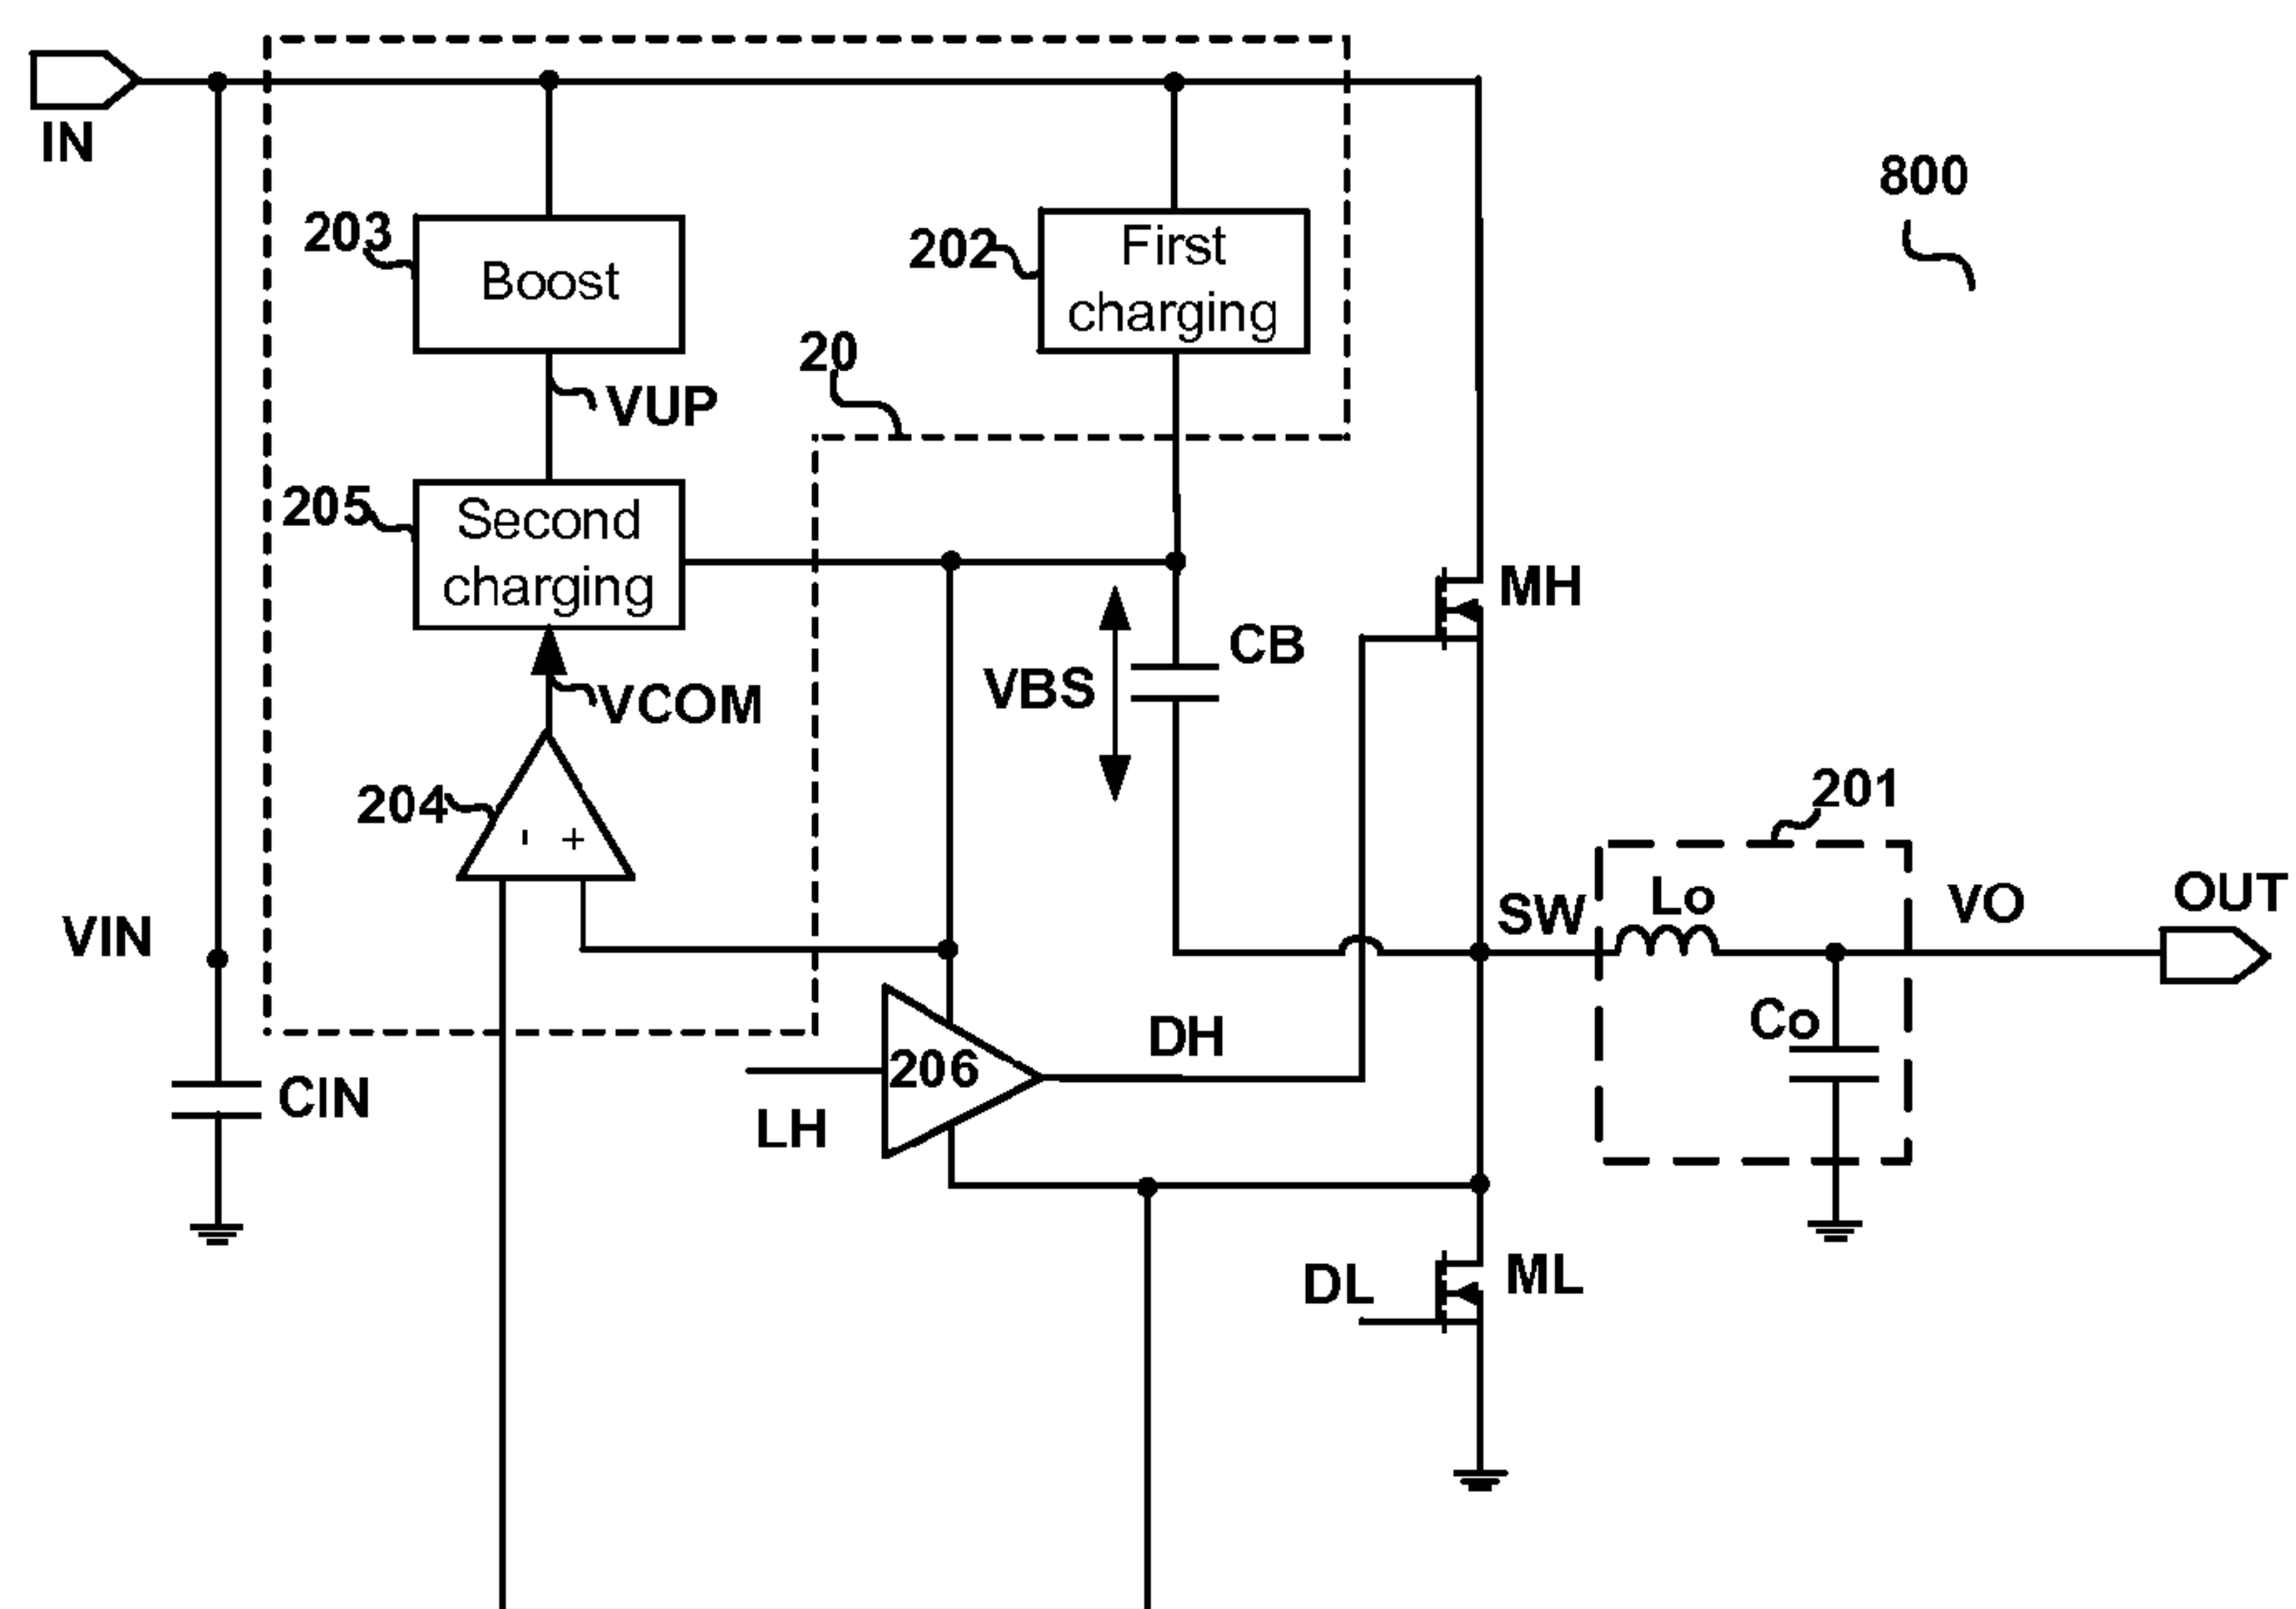 IN
800
203
Boost
202
First
charging
20
VUP
205
Second
charging
MH
CB
VBS
VCOM
204
- +
201
Lo
SW
VO
OUT
VIN
Co
DH
206
CIN
LH
DL
ML